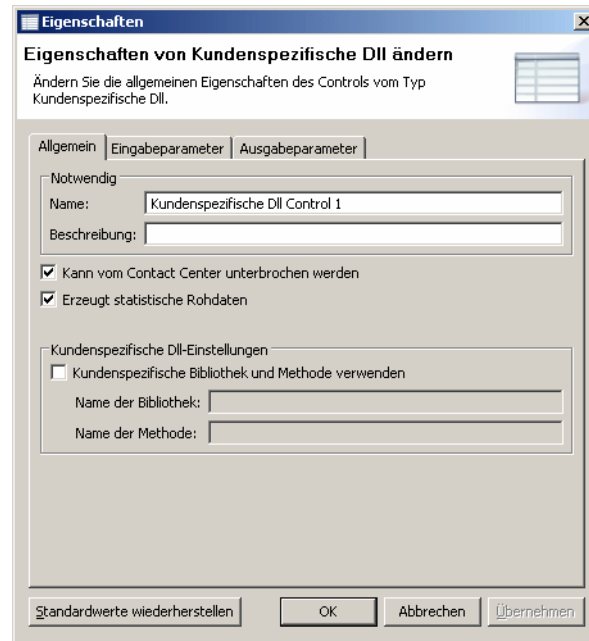 Eigenschaften
Eigenschaften von Kundenspezifische Dll ändern
Ändern Sie die allgemeinen Eigenschaften des Controls vom Typ
Kundenspezifische Dll.
Allgemein Eingabeparameter Ausgabeparameter
Notwendig
Name: Kundenspezifische Dll Control 1
Beschreibung:
Kann vom Contact Center unterbrochen werden
Erzeugt statistische Rohdaten
Kundenspezifische Dll-Einstellungen
Kundenspezifische Bibliothek und Methode verwenden
Name der Bibliothek:
Name der Methode:
Standardwerte wiederherstellen OK Abbrechen Übernehmen